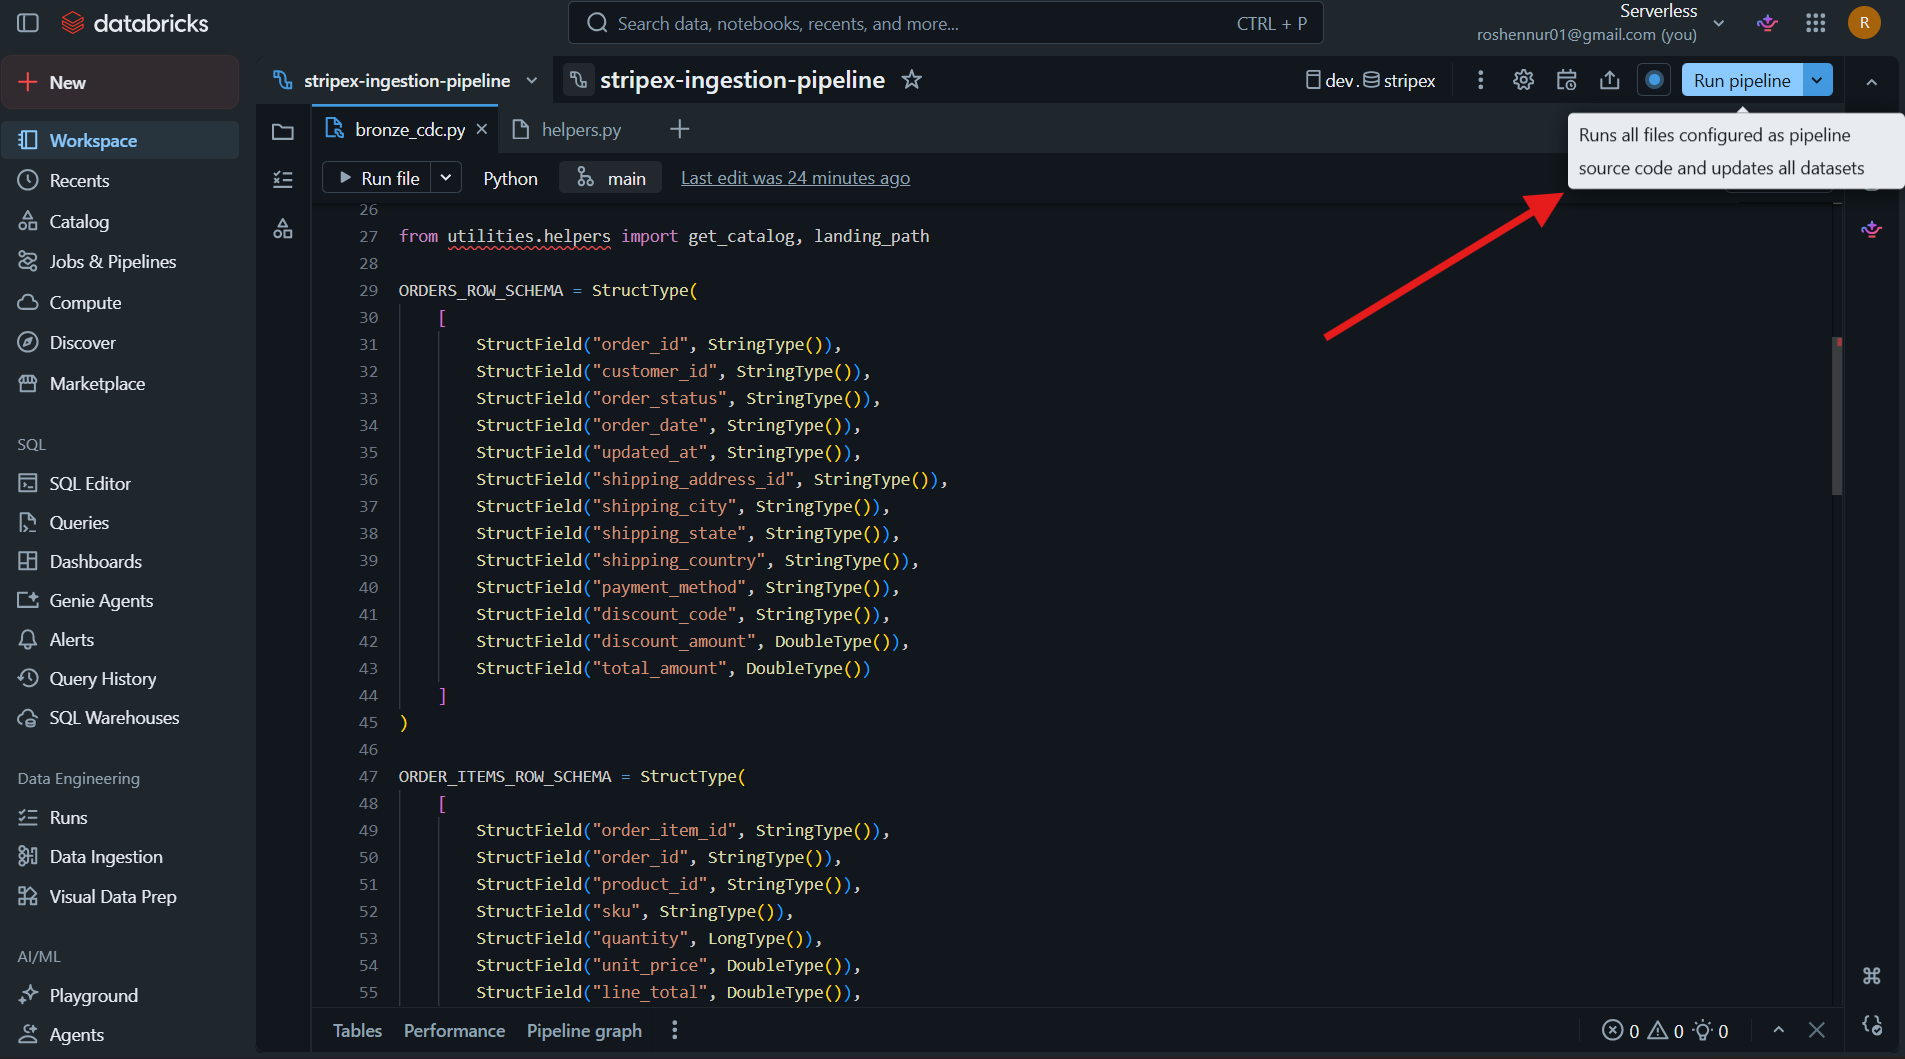 databricks
Search data, notebooks, recents, and more...
CTRL + P
Serverless
roshennur01@gmail.com (you)
R
New
Workspace
Recents
Catalog
Jobs & Pipelines
Compute
Discover
Marketplace
SQL
SQL Editor
Queries
Dashboards
Genie Agents
Alerts
Query History
SQL Warehouses
Data Engineering
Runs
Data Ingestion
Visual Data Prep
AI/ML
Playground
Agents
stripex-ingestion-pipeline
stripex-ingestion-pipeline
dev . stripex
Run pipeline
Runs all files configured as pipeline
source code and updates all datasets
bronze_cdc.py
helpers.py
Run file
Python
main
Last edit was 24 minutes ago
26
27 from utilities.helpers import get_catalog, landing_path
28
29 ORDERS_ROW_SCHEMA = StructType(
30 [
31 StructField("order_id", StringType()),
32 StructField("customer_id", StringType()),
33 StructField("order_status", StringType()),
34 StructField("order_date", StringType()),
35 StructField("updated_at", StringType()),
36 StructField("shipping_address_id", StringType()),
37 StructField("shipping_city", StringType()),
38 StructField("shipping_state", StringType()),
39 StructField("shipping_country", StringType()),
40 StructField("payment_method", StringType()),
41 StructField("discount_code", StringType()),
42 StructField("discount_amount", DoubleType()),
43 StructField("total_amount", DoubleType())
44 ]
45 )
46
47 ORDER_ITEMS_ROW_SCHEMA = StructType(
48 [
49 StructField("order_item_id", StringType()),
50 StructField("order_id", StringType()),
51 StructField("product_id", StringType()),
52 StructField("sku", StringType()),
53 StructField("quantity", LongType()),
54 StructField("unit_price", DoubleType()),
55 StructField("line_total", DoubleType()),
Tables
Performance
Pipeline graph
0 0 0